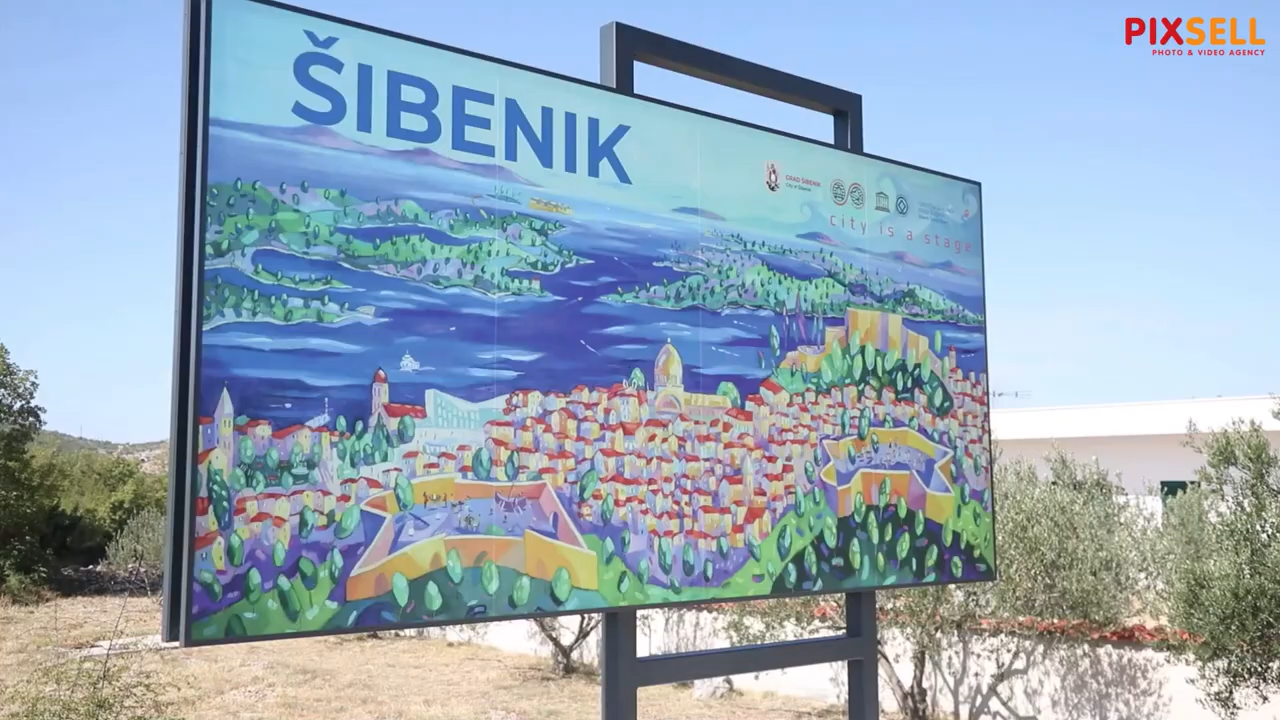 PIXSELL
PHOTO & VIDEO AGENCY
ŠIBENIK
GRAD ŠIBENIK
City of Šibenik
city is a stage